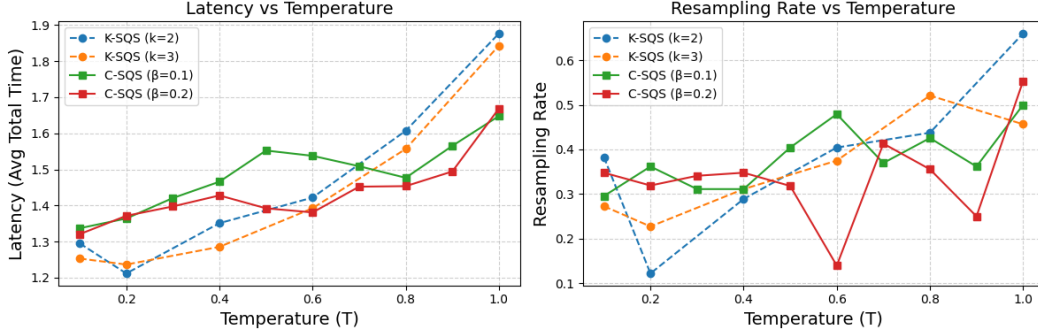 Latency vs Temperature
1.9
1.8
1.7
1.6
1.5
1.4
1.3
1.2
Latency (Avg Total Time)
K-SQS (k=2)
K-SQS (k=3)
C-SQS (β=0.1)
C-SQS (β=0.2)
0.2
0.4
0.6
0.8
1.0
Temperature (T)
Resampling Rate vs Temperature
0.6
0.5
0.4
0.3
0.2
0.1
Resampling Rate
K-SQS (k=2)
K-SQS (k=3)
C-SQS (β=0.1)
C-SQS (β=0.2)
0.2
0.4
0.6
0.8
1.0
Temperature (T)